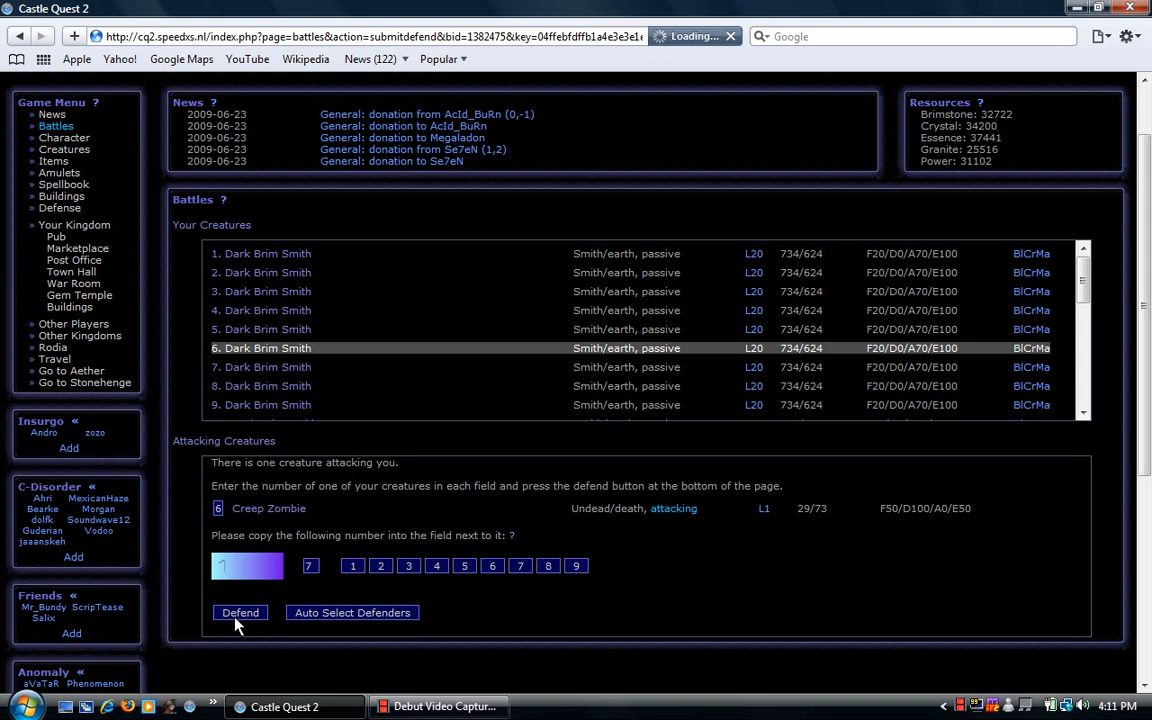 Castle Quest 2
http://cq2.speedxs.nl/index.php?page=battles&action=submitdefend&bid=1382475&key=04ffebfdffb1a4e3e3e1e
Loading...
Google
Apple
Yahoo!
Google Maps
YouTube
Wikipedia
News (122)
Popular
Game Menu ?
» News
» Battles
» Character
» Creatures
» Items
» Amulets
» Spellbook
» Buildings
» Defense
» Your Kingdom
Pub
Marketplace
Post Office
Town Hall
War Room
Gem Temple
Buildings
» Other Players
» Other Kingdoms
» Rodia
» Travel
» Go to Aether
» Go to Stonehenge
Insurgo «
Andro zozo
Add
C-Disorder «
Ahri MexicanHaze
Bearke Morgan
dolfk Soundwave12
Guderian Vodoo
jaaanskeh
Add
Friends «
Mr_Bundy ScripTease
Salix
Add
Anomaly «
aVaTaR Phenomenon
News ?
2009-06-23 General: donation from AcId_BuRn (0,-1)
2009-06-23 General: donation to AcId_BuRn
2009-06-23 General: donation to Megaladon
2009-06-23 General: donation from Se7eN (1,2)
2009-06-23 General: donation to Se7eN
Resources ?
Brimstone: 32722
Crystal: 34200
Essence: 37441
Granite: 25516
Power: 31102
Battles ?
Your Creatures
1. Dark Brim Smith Smith/earth, passive L20 734/624 F20/D0/A70/E100 BlCrMa
2. Dark Brim Smith Smith/earth, passive L20 734/624 F20/D0/A70/E100 BlCrMa
3. Dark Brim Smith Smith/earth, passive L20 734/624 F20/D0/A70/E100 BlCrMa
4. Dark Brim Smith Smith/earth, passive L20 734/624 F20/D0/A70/E100 BlCrMa
5. Dark Brim Smith Smith/earth, passive L20 734/624 F20/D0/A70/E100 BlCrMa
6. Dark Brim Smith Smith/earth, passive L20 734/624 F20/D0/A70/E100 BlCrMa
7. Dark Brim Smith Smith/earth, passive L20 734/624 F20/D0/A70/E100 BlCrMa
8. Dark Brim Smith Smith/earth, passive L20 734/624 F20/D0/A70/E100 BlCrMa
9. Dark Brim Smith Smith/earth, passive L20 734/624 F20/D0/A70/E100 BlCrMa
Attacking Creatures
There is one creature attacking you.
Enter the number of one of your creatures in each field and press the defend button at the bottom of the page.
6 Creep Zombie Undead/death, attacking L1 29/73 F50/D100/A0/E50
Please copy the following number into the field next to it: ?
7 1 2 3 4 5 6 7 8 9
Defend Auto Select Defenders
Castle Quest 2
Debut Video Captur...
4:11 PM